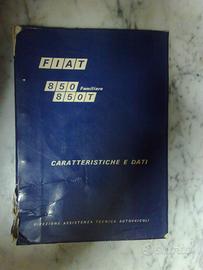 FIAT
850 Familiare
850T
CARATTERISTICHE E DATI
DIREZIONE ASSISTENZA TECNICA AUTOVEICOLI